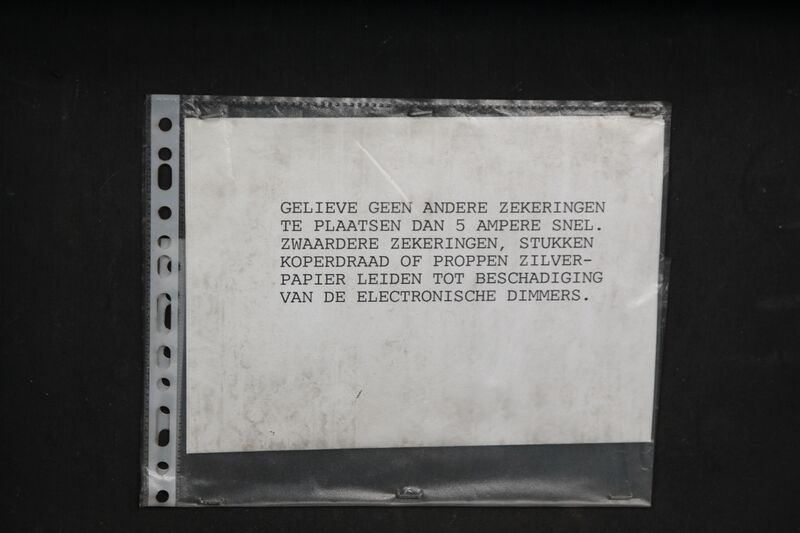 GELIEVE GEEN ANDERE ZEKERINGEN
TE PLAATSEN DAN 5 AMPERE SNEL.
ZWAARDERE ZEKERINGEN, STUKKEN
KOPERDRAAD OF PROPPEN ZILVER-
PAPIER LEIDEN TOT BESCHADIGING
VAN DE ELECTRONISCHE DIMMERS.